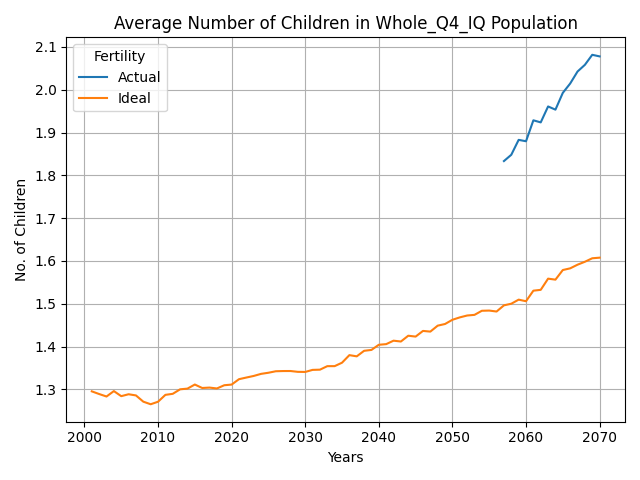 Average Number of Children in Whole_Q4_IQ Population
Fertility
Actual
Ideal
No. of Children
2.1
2.0
1.9
1.8
1.7
1.6
1.5
1.4
1.3
2000 2010 2020 2030 2040 2050 2060 2070
Years